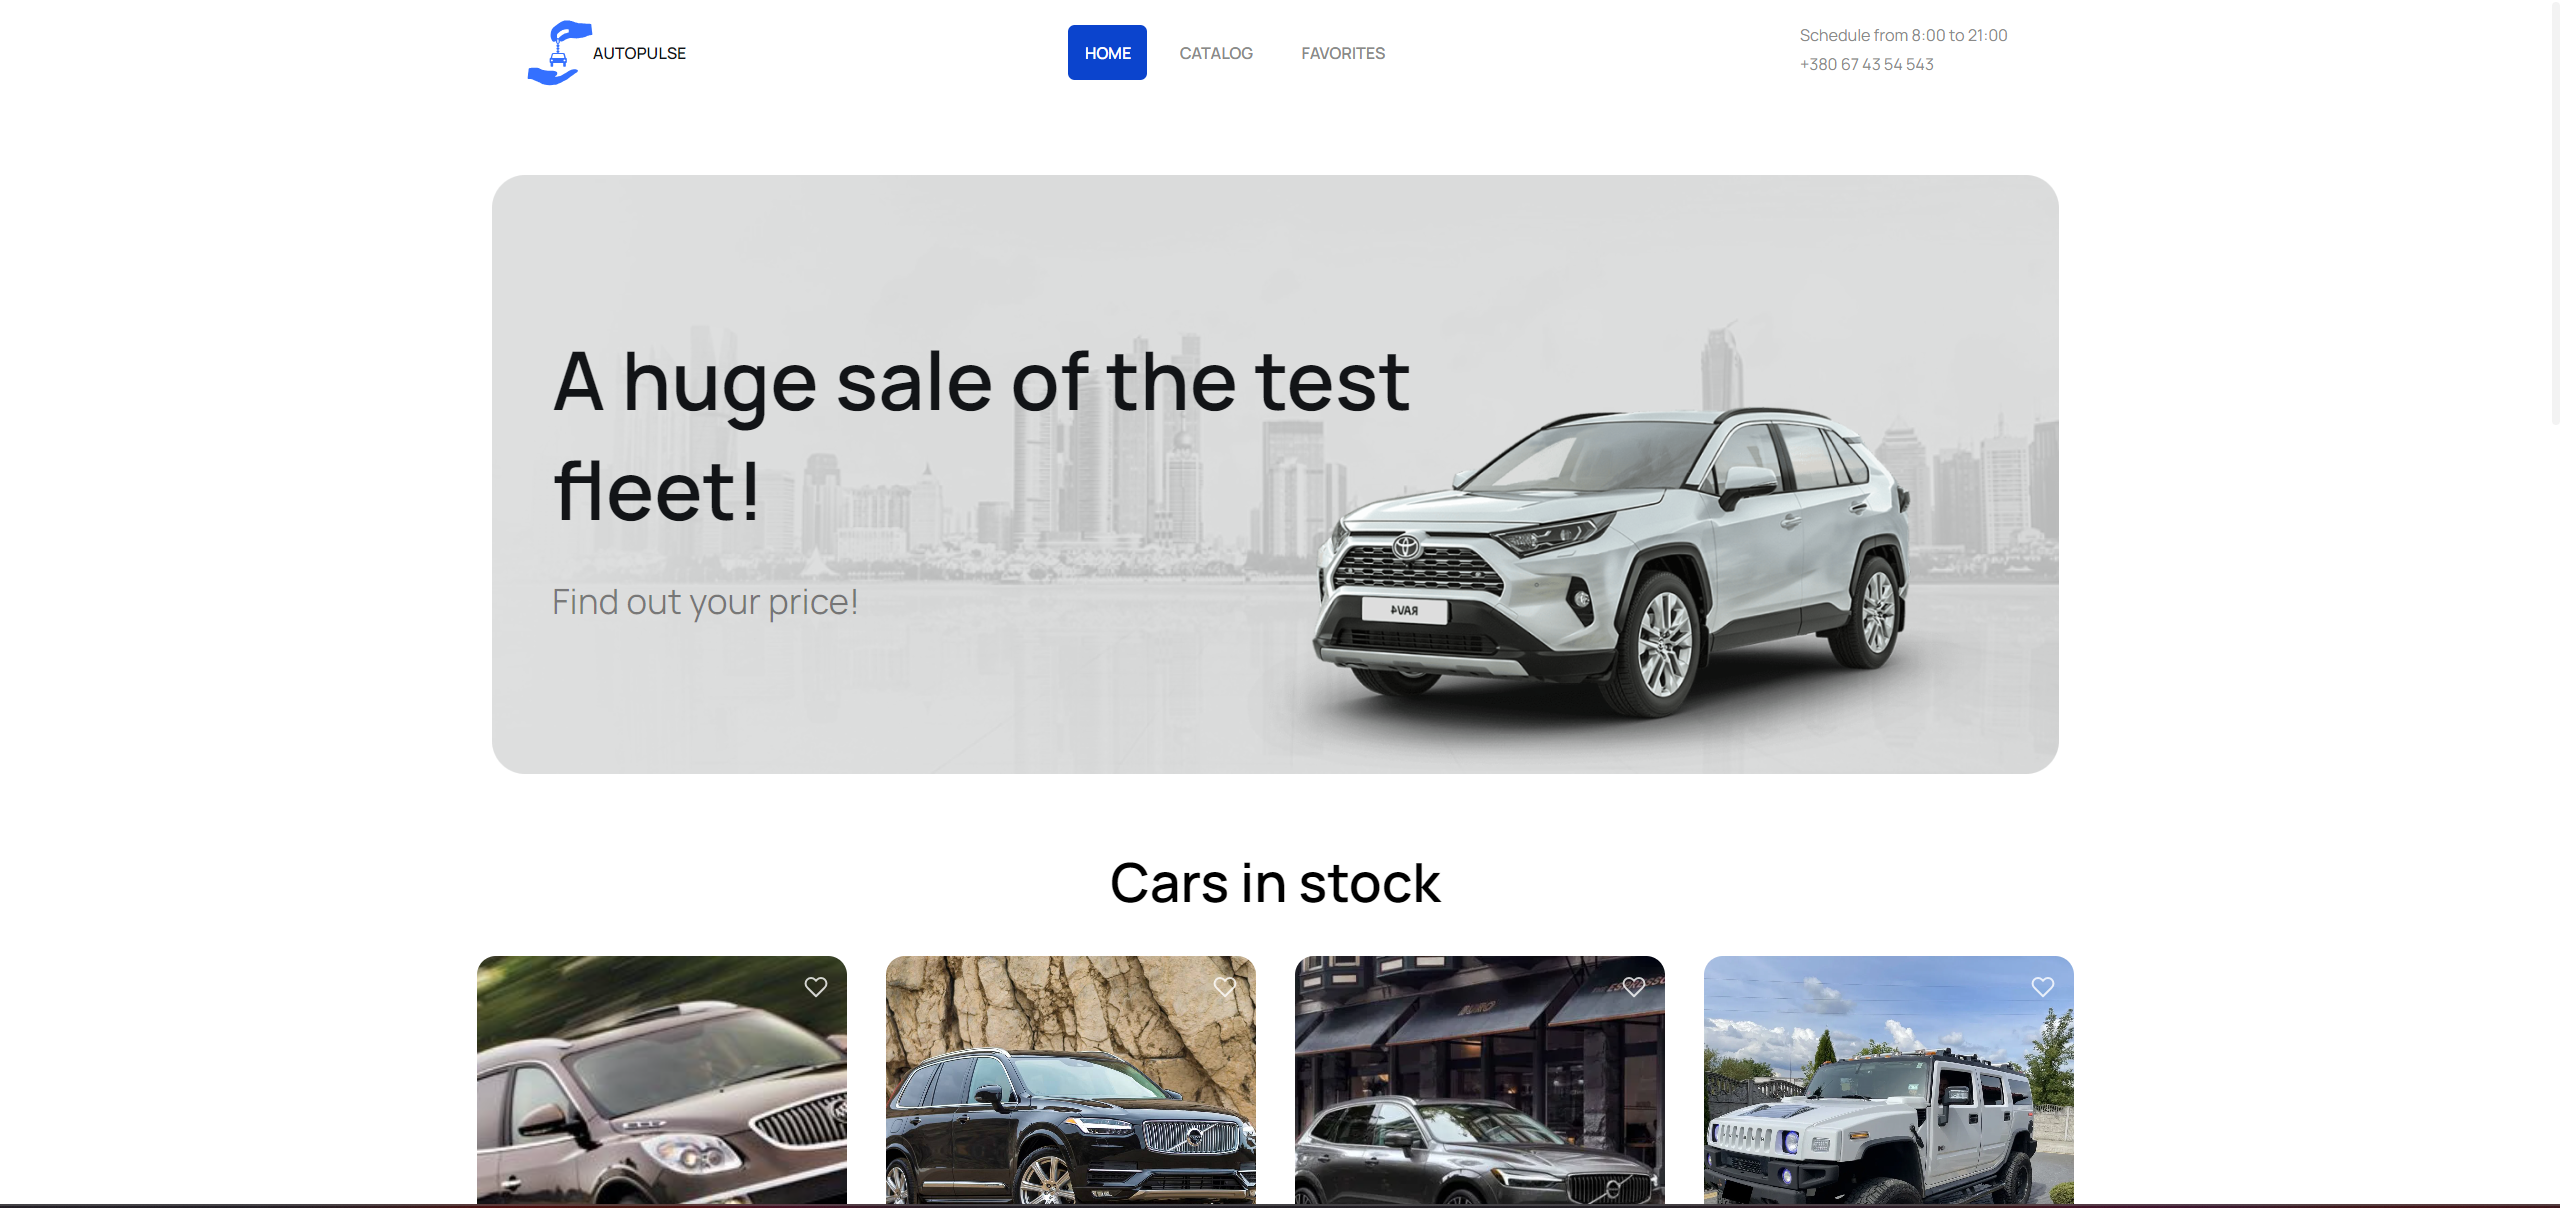 AUTOPULSE
HOME
CATALOG
FAVORITES
Schedule from 8:00 to 21:00
+380 67 43 54 543
A huge sale of the test
fleet!
Find out your price!
RAV4
Cars in stock